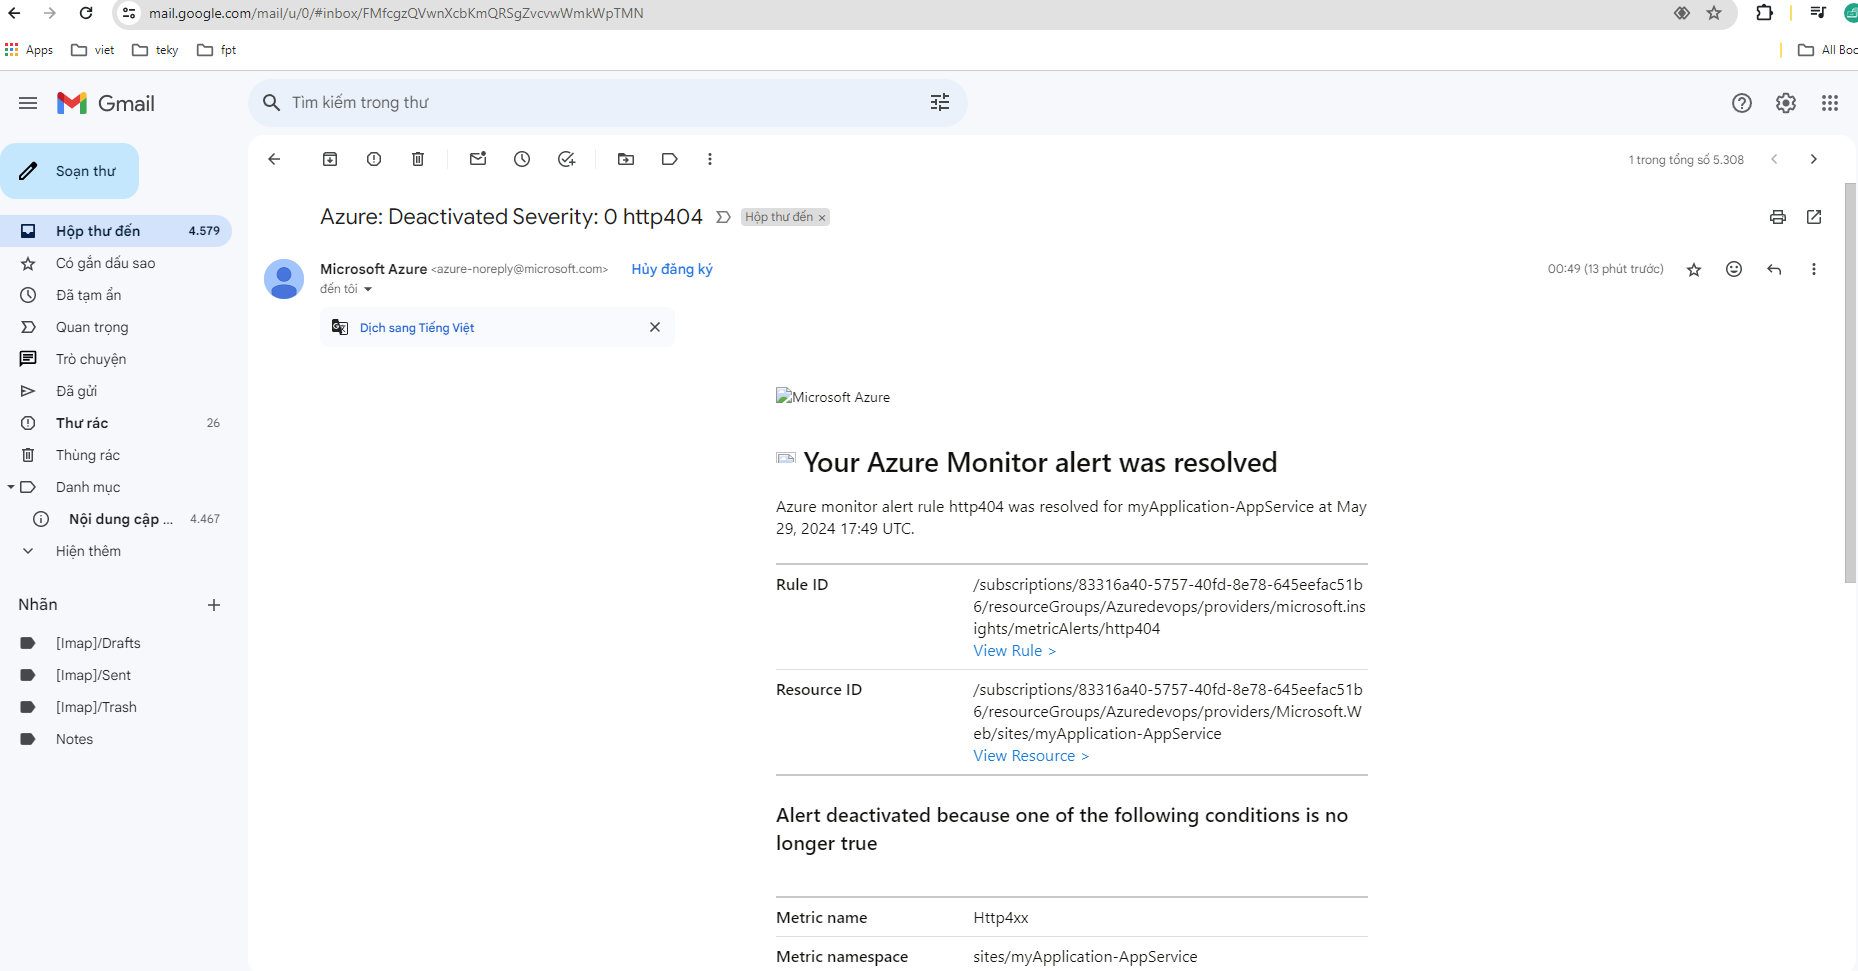 mail.google.com/mail/u/0/#inbox/FMfcgzQVwnXcbKmQRSgZvcvwWmkWpTMN
Apps viet teky fpt All Boo
Gmail
Tìm kiếm trong thư
Soạn thư
Hộp thư đến 4.579
Có gắn dấu sao
Đã tạm ẩn
Quan trọng
Trò chuyện
Đã gửi
Thư rác 26
Thùng rác
Danh mục
Nội dung cập ... 4.467
Hiện thêm
Nhãn
[Imap]/Drafts
[Imap]/Sent
[Imap]/Trash
Notes
1 trong tổng số 5.308
Azure: Deactivated Severity: 0 http404 Hộp thư đến
Microsoft Azure <azure-noreply@microsoft.com> Hủy đăng ký 00:49 (13 phút trước)
đến tôi
Dịch sang Tiếng Việt
Microsoft Azure
Your Azure Monitor alert was resolved
Azure monitor alert rule http404 was resolved for myApplication-AppService at May
29, 2024 17:49 UTC.
Rule ID /subscriptions/83316a40-5757-40fd-8e78-645eefac51b
6/resourceGroups/Azuredevops/providers/microsoft.ins
ights/metricAlerts/http404
View Rule >
Resource ID /subscriptions/83316a40-5757-40fd-8e78-645eefac51b
6/resourceGroups/Azuredevops/providers/Microsoft.W
eb/sites/myApplication-AppService
View Resource >
Alert deactivated because one of the following conditions is no
longer true
Metric name Http4xx
Metric namespace sites/myApplication-AppService